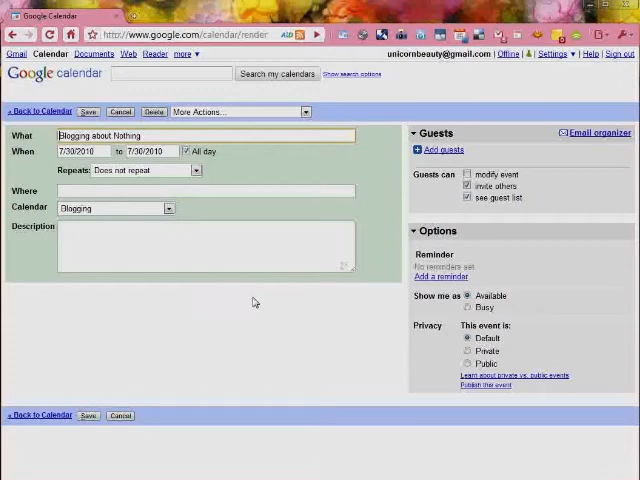 Google Calendar
http://www.google.com/calendar/render
Gmail Calendar Documents Web Reader more ▼
unicornbeauty@gmail.com | Offline | Settings ▼ | Help | Sign out
Google calendar
Search my calendars
Show search options
« Back to Calendar Save Cancel Delete More Actions...
What Blogging about Nothing
When 7/30/2010 to 7/30/2010 All day
Repeats: Does not repeat
Where
Calendar Blogging
Description
Guests
Email organizer
Add guests
Guests can modify event
invite others
see guest list
Options
Reminder
No reminders set
Add a reminder
Show me as Available
Busy
Privacy This event is:
Default
Private
Public
Learn about private vs. public events
Publish this event
« Back to Calendar Save Cancel